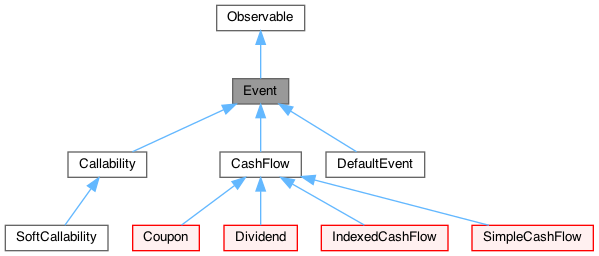 Observable
Event
Callability
CashFlow
DefaultEvent
SoftCallability
Coupon
Dividend
IndexedCashFlow
SimpleCashFlow